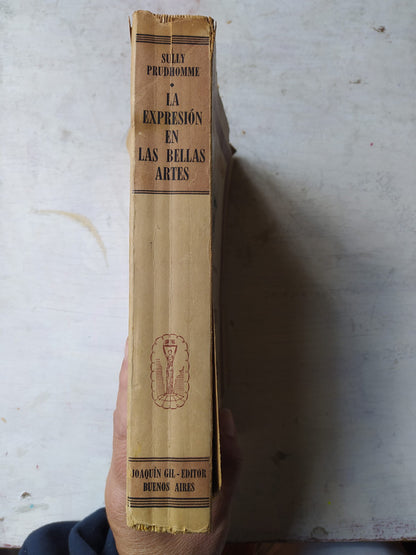 SULLY
PRUDHOMME
LA
EXPRESIÓN
EN
LAS BELLAS
ARTES
JOAQUÍN GIL-EDITOR
BUENOS AIRES